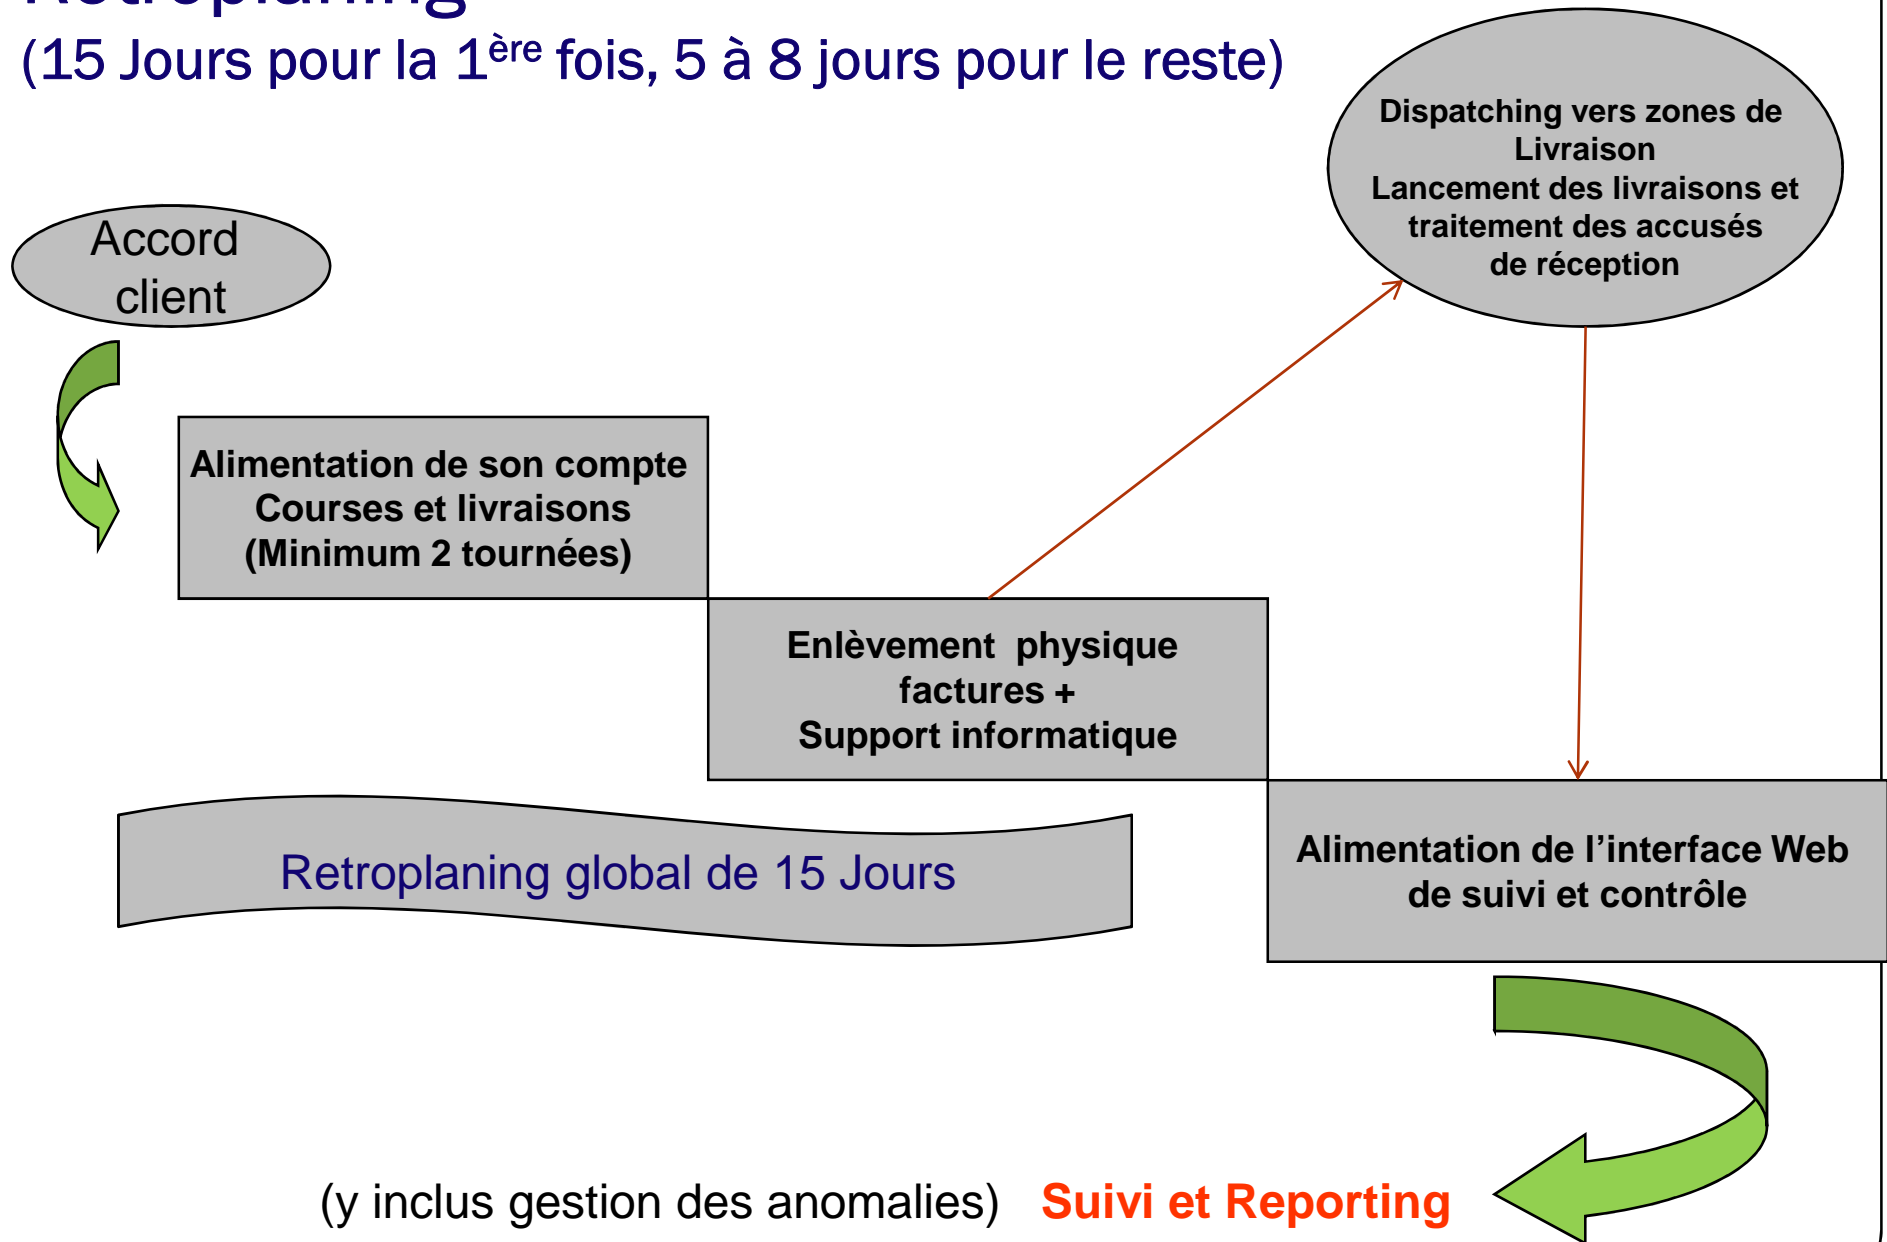 Retroplaning
(15 Jours pour la 1ère fois, 5 à 8 jours pour le reste)
Dispatching vers zones de
Livraison
Lancement des livraisons et
traitement des accusés
de réception
Accord
client
Alimentation de son compte
Courses et livraisons
(Minimum 2 tournées)
Enlèvement physique
factures +
Support informatique
Alimentation de l’interface Web
de suivi et contrôle
Retroplaning global de 15 Jours
(y inclus gestion des anomalies) Suivi et Reporting